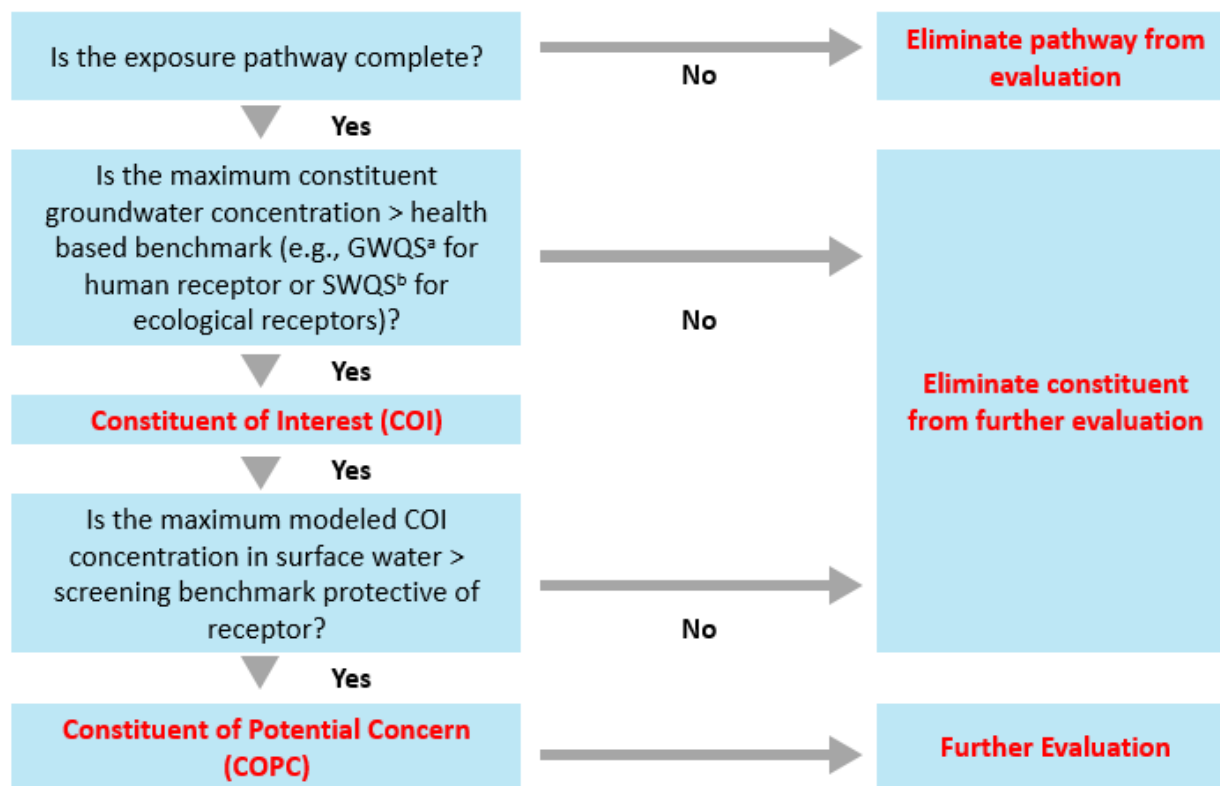 Is the exposure pathway complete?
No
Eliminate pathway from
evaluation
Yes
Is the maximum constituent
groundwater concentration > health
based benchmark (e.g., GWQSᵃ for
human receptor or SWQSᵇ for
ecological receptors)?
No
Eliminate constituent
from further evaluation
Yes
Constituent of Interest (COI)
Yes
Is the maximum modeled COI
concentration in surface water >
screening benchmark protective of
receptor?
No
Yes
Constituent of Potential Concern
(COPC)
Further Evaluation